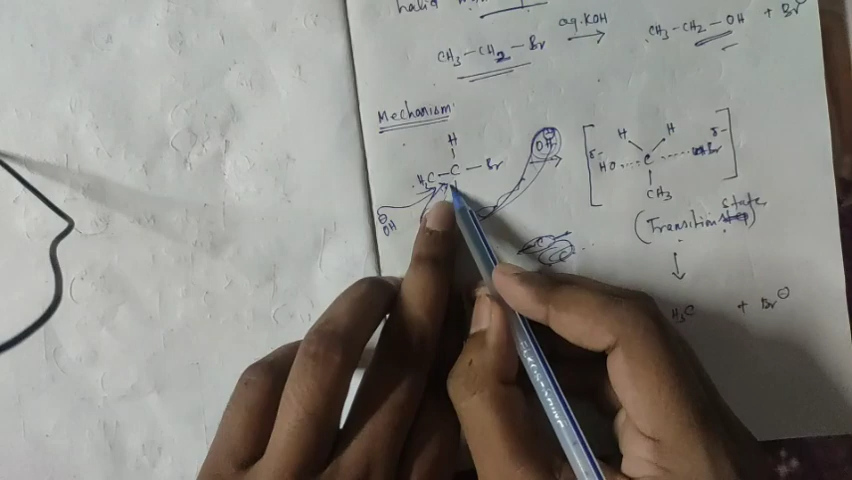 halid
CH3-CH2-Br aq.KOH → CH3-CH2-OH + Br
Mechanism:
H
H3C-C-Br
⊖
OH
OH
H H
δ- HO....C....Br δ-
CH3
(Transition state)
↓
H3C + Br⊖